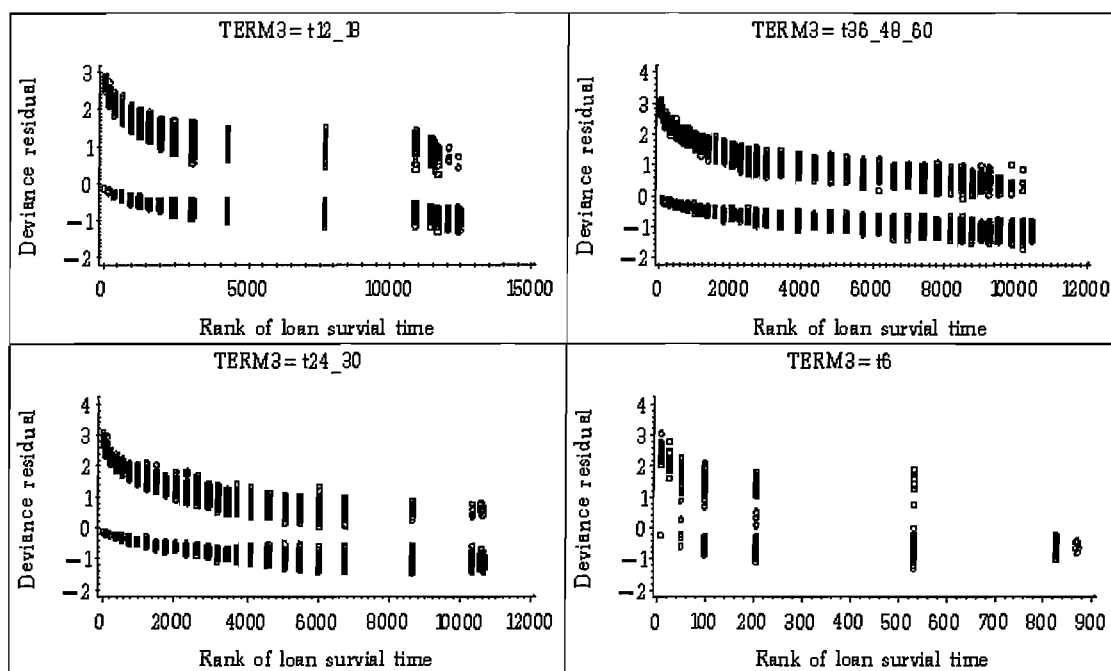 TERM3= t12_18
Deviance residual
3
2
1
0
−1
−2
0 5000 10000 15000
Rank of loan survial time
TERM3= t36_48_60
Deviance residual
4
3
2
1
0
−1
−2
0 2000 4000 6000 8000 10000 12000
Rank of loan survial time
TERM3= t24_30
Deviance residual
4
3
2
1
0
−1
−2
0 2000 4000 6000 8000 10000 12000
Rank of loan survial time
TERM3= t6
Deviance residual
4
3
2
1
0
−1
−2
0 100 200 300 400 500 600 700 800 900
Rank of loan survial time